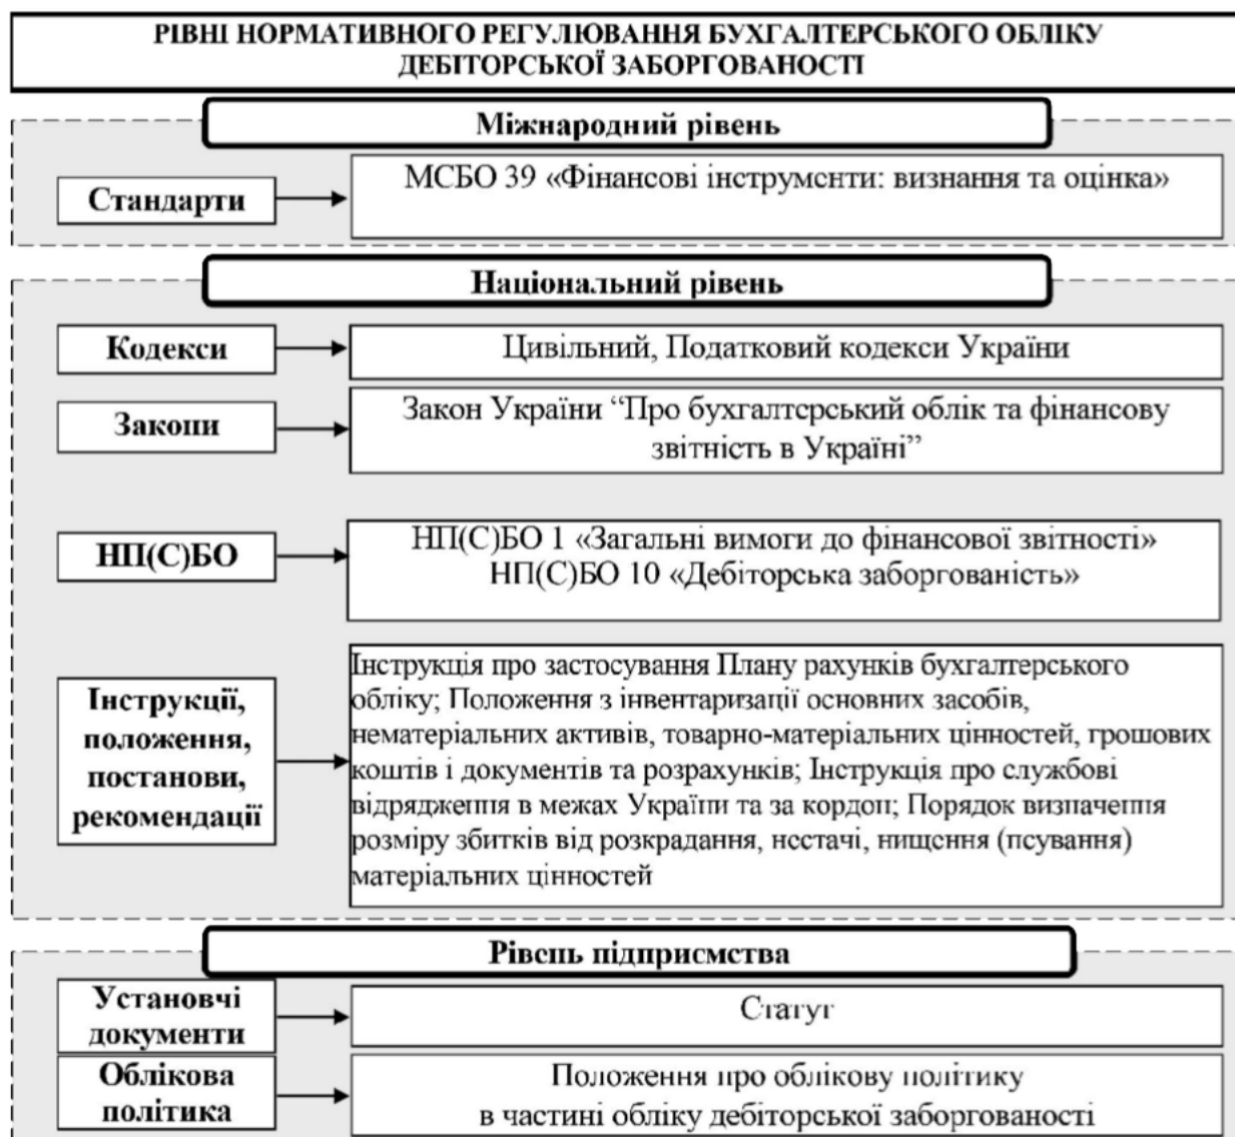 РІВНІ НОРМАТИВНОГО РЕГУЛЮВАННЯ БУХГАЛТЕРСЬКОГО ОБЛІКУ
ДЕБІТОРСЬКОЇ ЗАБОРГОВАНОСТІ
Міжнародний рівень
Стандарти
МСБО 39 «Фінансові інструменти: визнання та оцінка»
Національний рівень
Кодекси
Цивільний, Податковий кодекси України
Закони
Закон України “Про бухгалтерський облік та фінансову
звітність в Україні”
НП(С)БО
НП(С)БО 1 «Загальні вимоги до фінансової звітності»
НП(С)БО 10 «Дебіторська заборгованість»
Інструкції,
положення,
постанови,
рекомендації
Інструкція про застосування Плану рахунків бухгалтерського
обліку; Положення з інвентаризації основних засобів,
нематеріальних активів, товарно-матеріальних цінностей, грошових
коштів і документів та розрахунків; Інструкція про службові
відрядження в межах України та за кордон; Порядок визначення
розміру збитків від розкрадання, нестачі, нищення (псування)
матеріальних цінностей
Рівень підприємства
Установчі
документи
Статут
Облікова
політика
Положення про облікову політику
в частині обліку дебіторської заборгованості